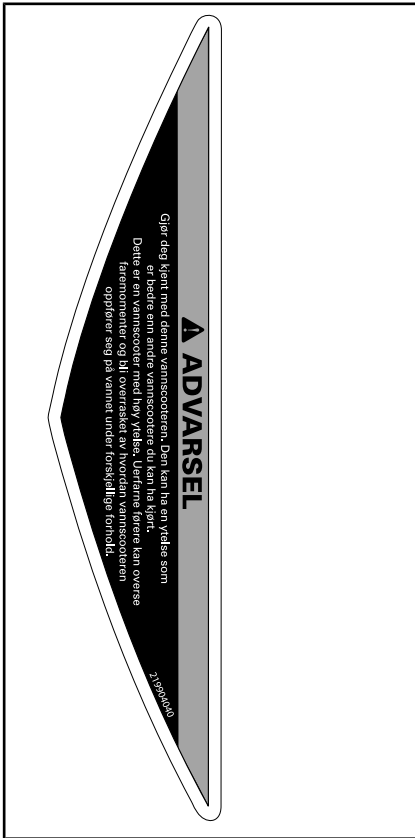 ⚠ ADVARSEL
Gjør deg kjent med denne vannscooteren. Den kan ha en ytelse som
er bedre enn andre vannscootere du kan ha kjørt.
Dette er en vannscooter med høy ytelse. Uerfarne førere kan overse
faremomenter og bli overrasket av hvordan vannscooteren
oppfører seg på vannet under forskjellige forhold.
219904040